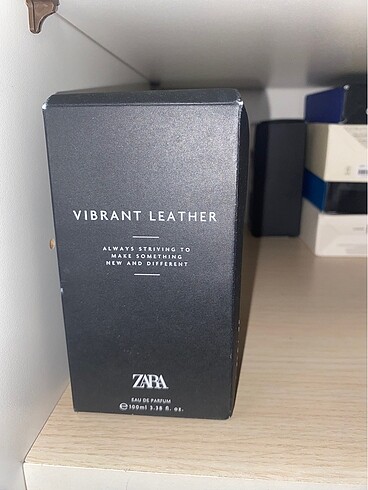 VIBRANT LEATHER
ALWAYS STRIVING TO
MAKE SOMETHING
NEW AND DIFFERENT
ZARA
EAU DE PARFUM
℮100ml 3.38 fl. oz.